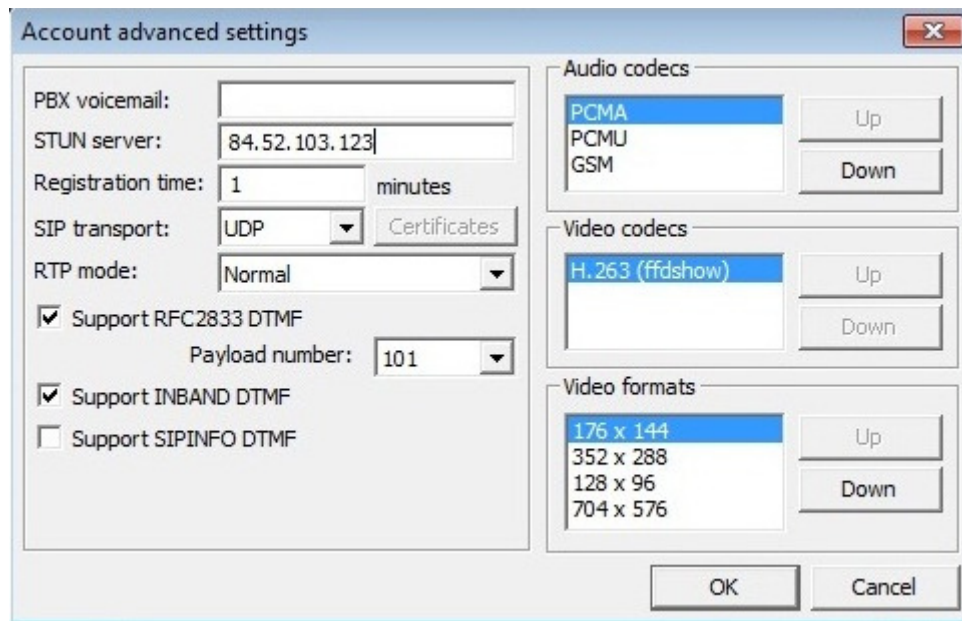 Account advanced settings
PBX voicemail:
STUN server: 84.52.103.123
Registration time: 1 minutes
SIP transport: UDP Certificates
RTP mode: Normal
Support RFC2833 DTMF
Payload number: 101
Support INBAND DTMF
Support SIPINFO DTMF
Audio codecs
PCMA
PCMU
GSM
Up
Down
Video codecs
H.263 (ffdshow)
Up
Down
Video formats
176 x 144
352 x 288
128 x 96
704 x 576
Up
Down
OK
Cancel